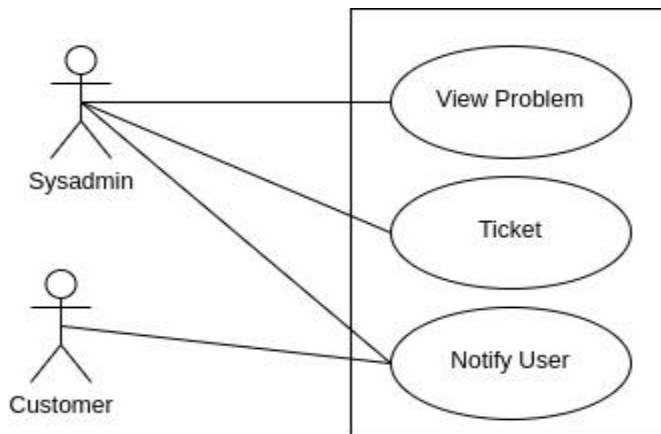 View Problem
Sysadmin
Ticket
Notify User
Customer